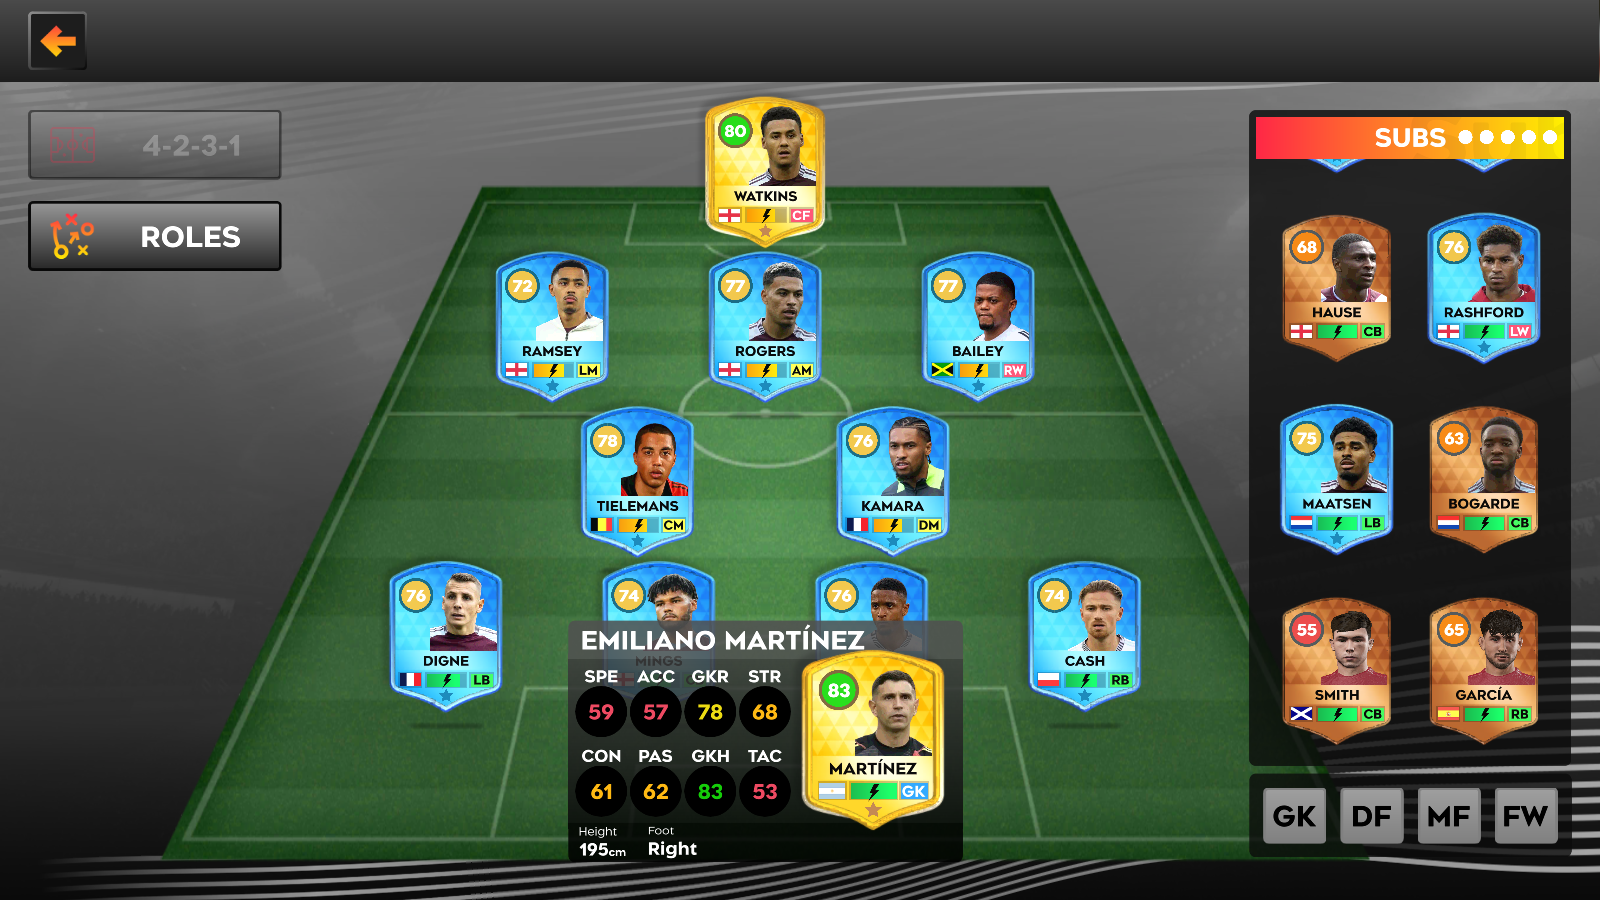 4-2-3-1
ROLES
80
WATKINS
CF
72
RAMSEY
LM
77
ROGERS
AM
77
BAILEY
RW
78
TIELEMANS
CM
76
KAMARA
DM
76
DIGNE
LB
74
MINGS
76
74
CASH
RB
EMILIANO MARTÍNEZ
SPE ACC GKR STR
59 57 78 68
CON PAS GKH TAC
61 62 83 53
Height Foot
195cm Right
83
MARTÍNEZ
GK
SUBS
68
HAUSE
CB
76
RASHFORD
LW
75
MAATSEN
LB
63
BOGARDE
CB
55
SMITH
CB
65
GARCÍA
RB
GK DF MF FW